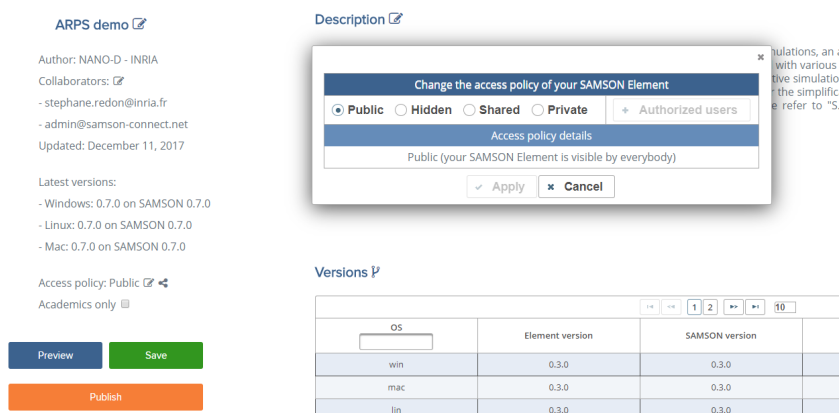 ARPS demo
Author: NANO-D - INRIA
Collaborators:
- stephane.redon@inria.fr
- admin@samson-connect.net
Updated: December 11, 2017
Latest versions:
- Windows: 0.7.0 on SAMSON 0.7.0
- Linux: 0.7.0 on SAMSON 0.7.0
- Mac: 0.7.0 on SAMSON 0.7.0
Access policy: Public
Academics only
Preview Save
Publish
Description
an a
with various
the simplific
refer to "S
Change the access policy of your SAMSON Element
Public Hidden Shared Private + Authorized users
Access policy details
Public (your SAMSON Element is visible by everybody)
Apply × Cancel
Versions
1 2 10
OS Element version SAMSON version
win 0.3.0 0.3.0
mac 0.3.0 0.3.0
lin 0.3.0 0.3.0